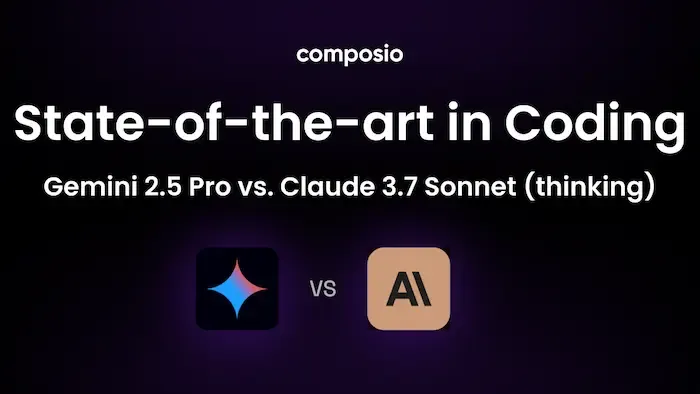 composio
State-of-the-art in Coding
Gemini 2.5 Pro vs. Claude 3.7 Sonnet (thinking)
VS
A\